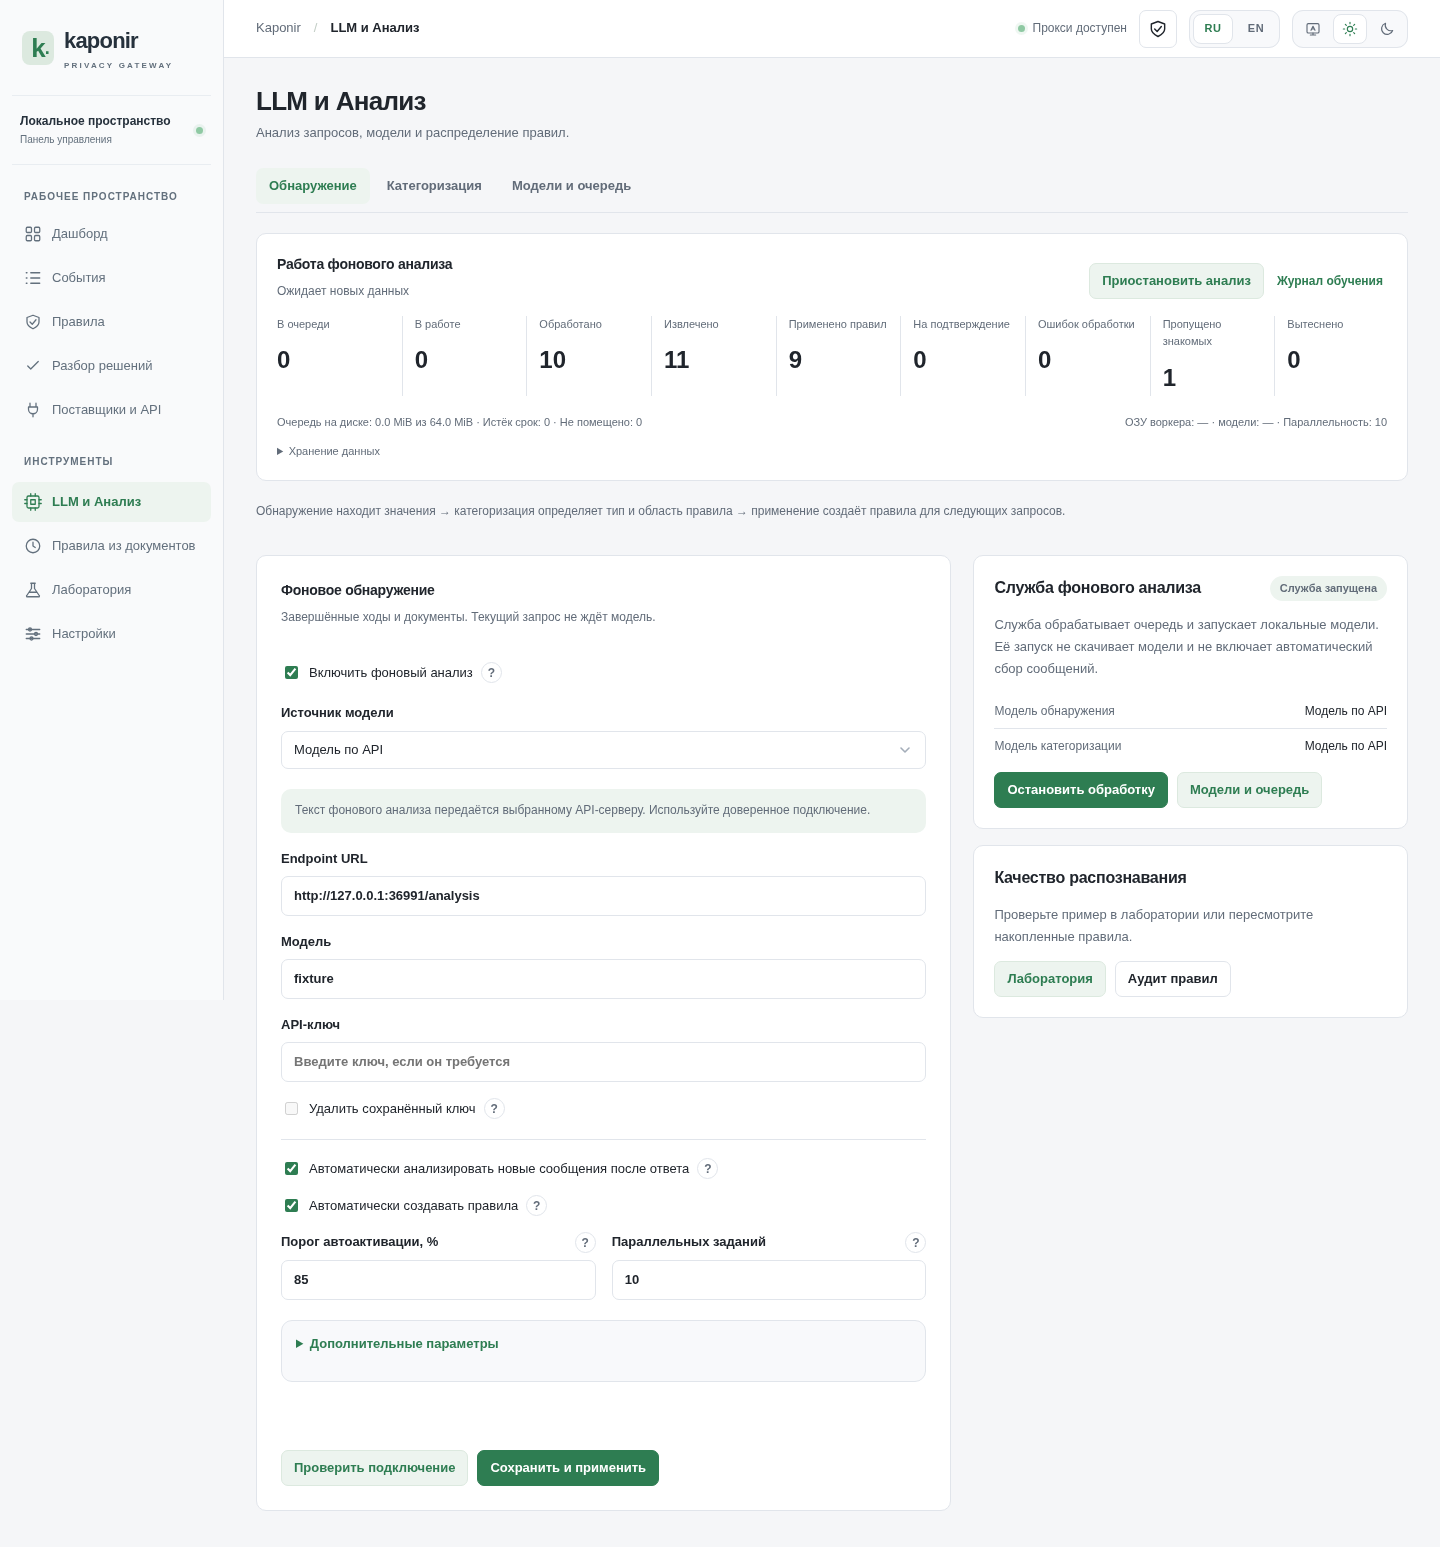 k.
kaponir
PRIVACY GATEWAY
Локальное пространство
Панель управления
РАБОЧЕЕ ПРОСТРАНСТВО
Дашборд
События
Правила
Разбор решений
Поставщики и API
ИНСТРУМЕНТЫ
LLM и Анализ
Правила из документов
Лаборатория
Настройки
Kaponir / LLM и Анализ
Прокси доступен
RU EN
LLM и Анализ
Анализ запросов, модели и распределение правил.
Обнаружение Категоризация Модели и очередь
Работа фонового анализа
Ожидает новых данных
Приостановить анализ Журнал обучения
В очереди
0
В работе
0
Обработано
10
Извлечено
11
Применено правил
9
На подтверждение
0
Ошибок обработки
0
Пропущено
знакомых
1
Вытеснено
0
Очередь на диске: 0.0 MiB из 64.0 MiB · Истёк срок: 0 · Не помещено: 0
ОЗУ воркера: — · модели: — · Параллельность: 10
▶ Хранение данных
Обнаружение находит значения → категоризация определяет тип и область правила → применение создаёт правила для следующих запросов.
Фоновое обнаружение
Завершённые ходы и документы. Текущий запрос не ждёт модель.
Включить фоновый анализ ?
Источник модели
Модель по API
Текст фонового анализа передаётся выбранному API-серверу. Используйте доверенное подключение.
Endpoint URL
http://127.0.0.1:36991/analysis
Модель
fixture
API-ключ
Введите ключ, если он требуется
Удалить сохранённый ключ ?
Автоматически анализировать новые сообщения после ответа ?
Автоматически создавать правила ?
Порог автоактивации, % ?
85
Параллельных заданий ?
10
▶ Дополнительные параметры
Проверить подключение Сохранить и применить
Служба фонового анализа
Служба запущена
Служба обрабатывает очередь и запускает локальные модели.
Её запуск не скачивает модели и не включает автоматический
сбор сообщений.
Модель обнаружения Модель по API
Модель категоризации Модель по API
Остановить обработку Модели и очередь
Качество распознавания
Проверьте пример в лаборатории или пересмотрите
накопленные правила.
Лаборатория Аудит правил